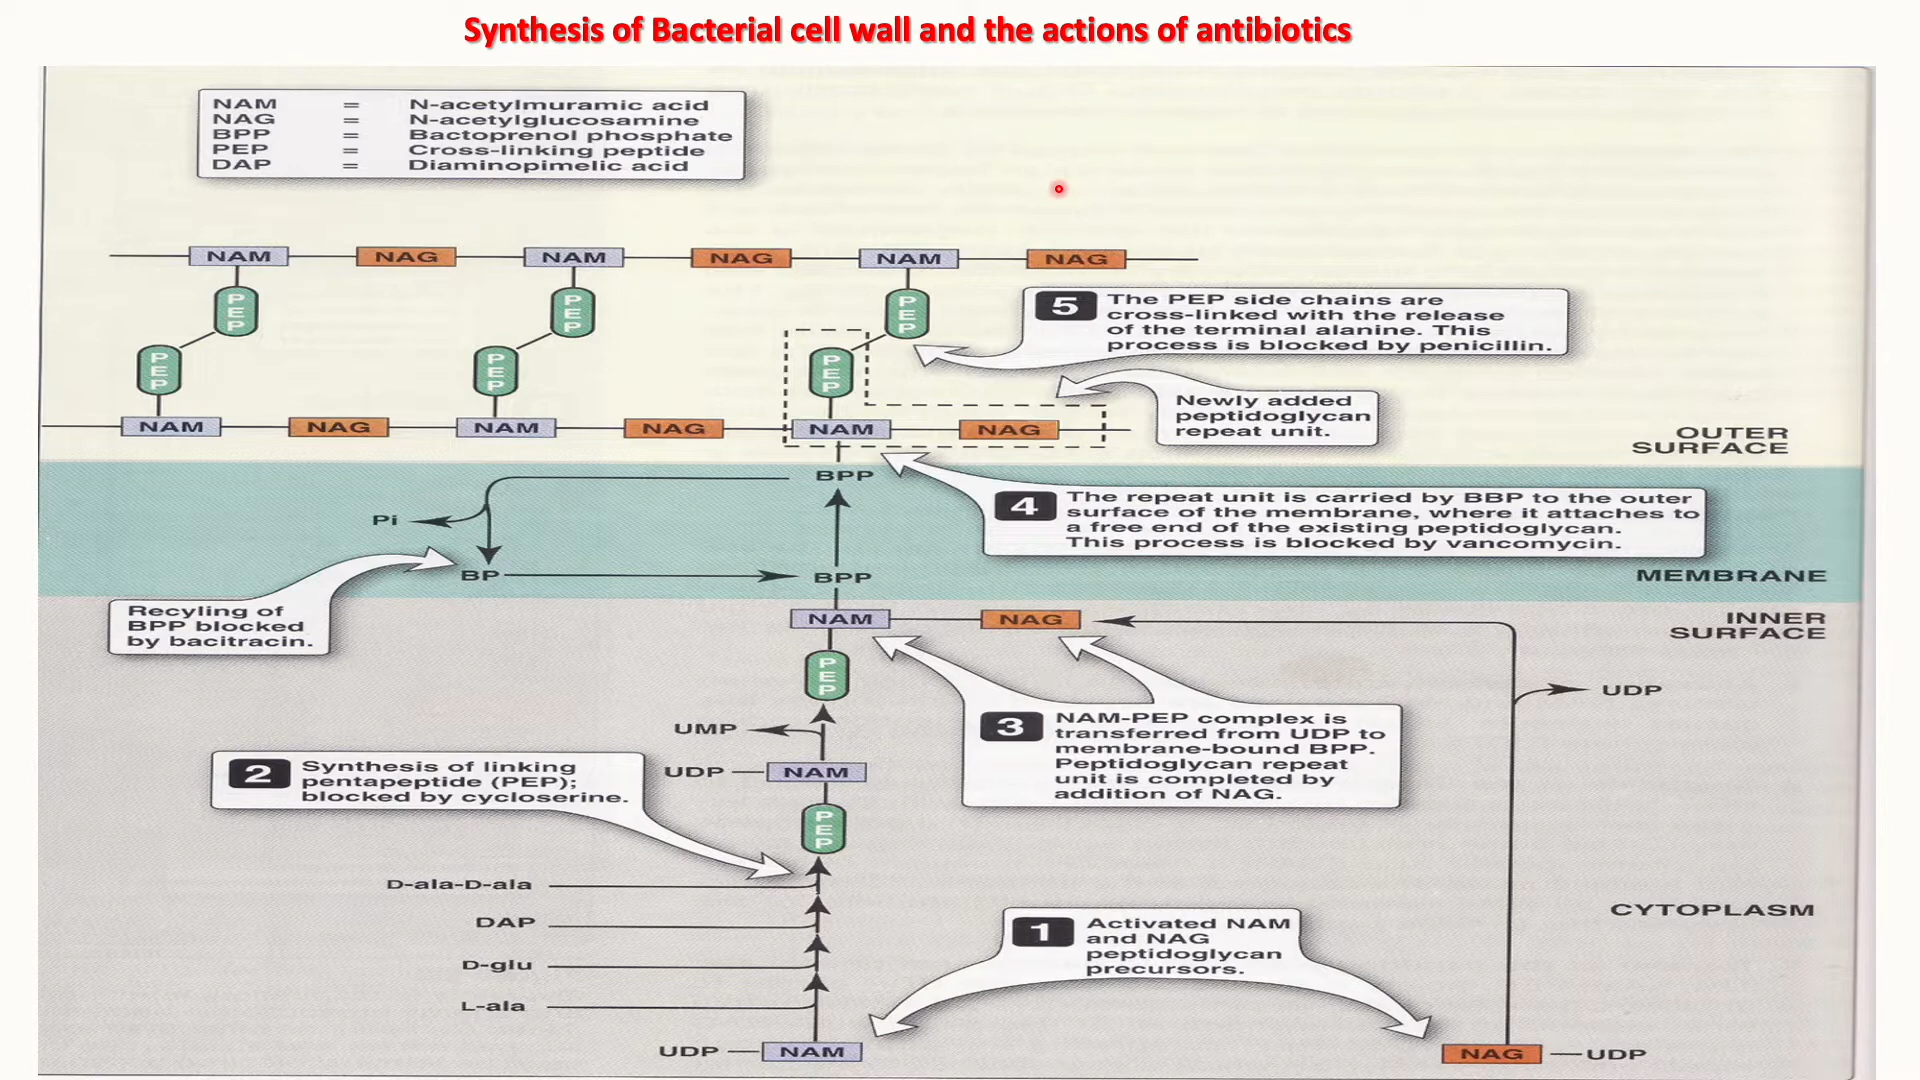 Synthesis of Bacterial cell wall and the actions of antibiotics
NAM = N-acetylmuramic acid
NAG = N-acetylglucosamine
BPP = Bactoprenol phosphate
PEP = Cross-linking peptide
DAP = Diaminopimelic acid
NAM NAG NAM NAG NAM NAG
PEP PEP PEP
5 The PEP side chains are
cross-linked with the release
of the terminal alanine. This
process is blocked by penicillin.
PEP PEP PEP
Newly added
peptidoglycan
repeat unit.
NAM NAG NAM NAG NAM NAG
OUTER
SURFACE
BPP
4 The repeat unit is carried by BBP to the outer
surface of the membrane, where it attaches to
a free end of the existing peptidoglycan.
This process is blocked by vancomycin.
Pi
BP BPP
MEMBRANE
Recyling of
BPP blocked
by bacitracin.
NAM NAG
INNER
SURFACE
PEP
UDP
3 NAM-PEP complex is
transferred from UDP to
membrane-bound BPP.
Peptidoglycan repeat
unit is completed by
addition of NAG.
UMP
2 Synthesis of linking
pentapeptide (PEP);
blocked by cycloserine.
UDP NAM
PEP
D-ala-D-ala
DAP
D-glu
L-ala
CYTOPLASM
1 Activated NAM
and NAG
peptidoglycan
precursors.
UDP NAM
NAG UDP